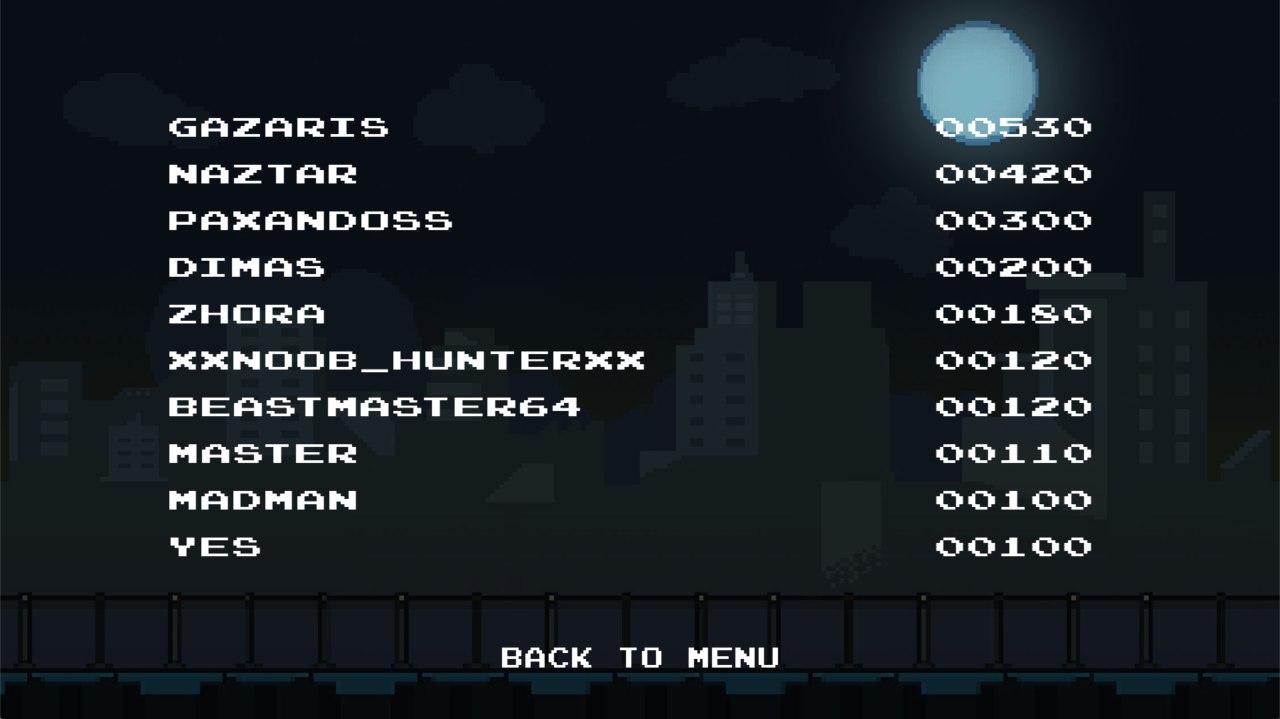 GAZARIS 00530
NAZTAR 00420
PAXANDOSS 00300
DIMAS 00200
ZHORA 00180
XXNOOB_HUNTERXX 00120
BEASTMASTER64 00120
MASTER 00110
MADMAN 00100
YES 00100
BACK TO MENU